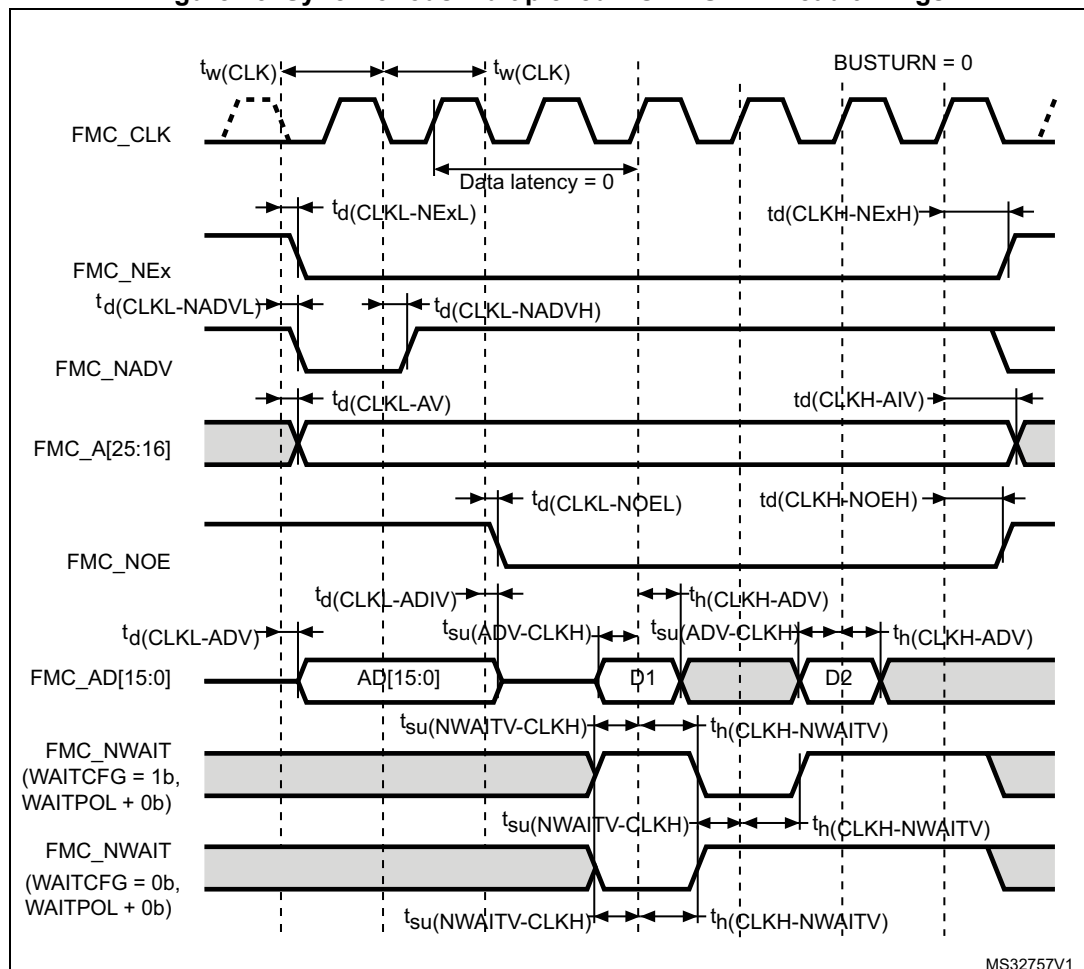 tw(CLK) tw(CLK) BUSTURN = 0
FMC_CLK
Data latency = 0
td(CLKL-NExL) td(CLKH-NExH)
FMC_NEx
td(CLKL-NADVL) td(CLKL-NADVH)
FMC_NADV
td(CLKL-AV) td(CLKH-AIV)
FMC_A[25:16]
td(CLKL-NOEL) td(CLKH-NOEH)
FMC_NOE
td(CLKL-ADIV) th(CLKH-ADV)
td(CLKL-ADV) tsu(ADV-CLKH) tsu(ADV-CLKH) th(CLKH-ADV)
FMC_AD[15:0] AD[15:0] D1 D2
tsu(NWAITV-CLKH) th(CLKH-NWAITV)
FMC_NWAIT
(WAITCFG = 1b,
WAITPOL + 0b)
tsu(NWAITV-CLKH) th(CLKH-NWAITV)
FMC_NWAIT
(WAITCFG = 0b,
WAITPOL + 0b)
tsu(NWAITV-CLKH) th(CLKH-NWAITV)
MS32757V1